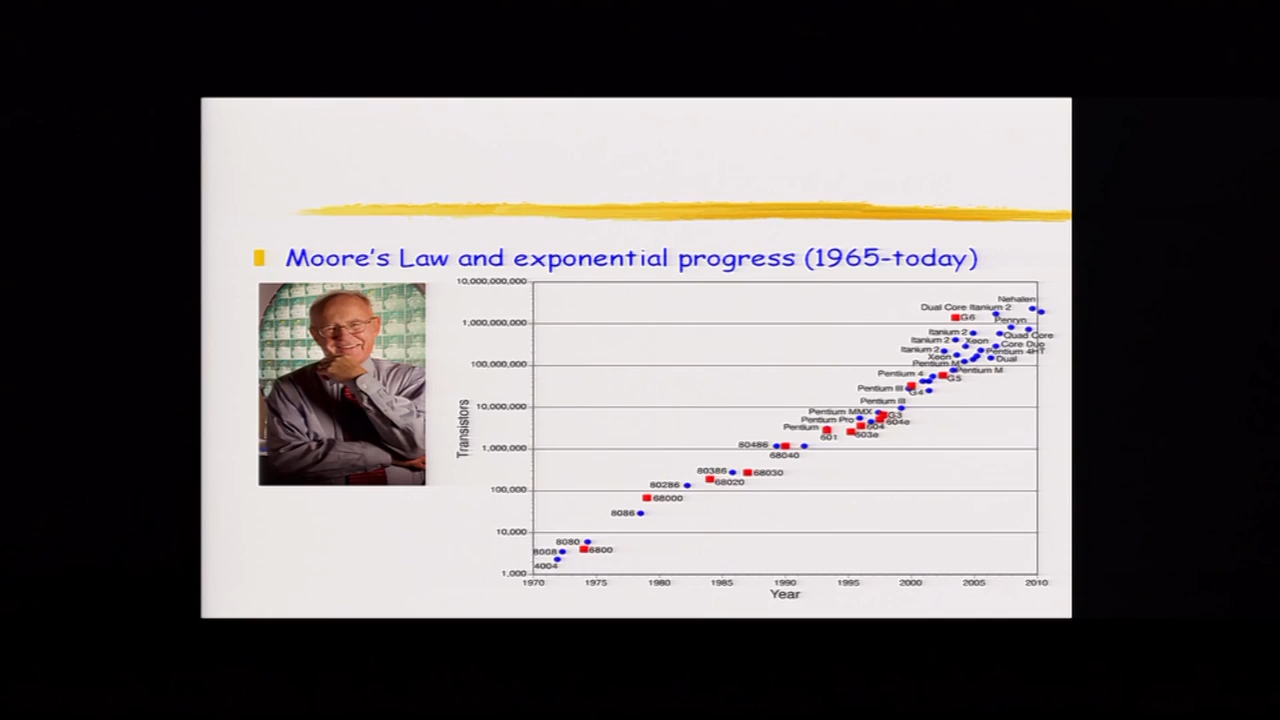 Moore's Law and exponential progress (1965-today)
10,000,000,000
1,000,000,000
100,000,000
10,000,000
1,000,000
100,000
10,000
1,000
Transistors
Nehalen
Dual Core Itanium 2
G6
Penryn
Itanium 2
Quad Core
Itanium 2
Xeon
Core Duo
Itanium 2
Pentium 4HT
Xeon
Dual
Pentium M
Pentium M
Pentium 4
G5
Pentium III
G4
Pentium III
Pentium MMX
G3
Pentium Pro
604e
Pentium
604
601
603e
80486
68040
80386
68030
68020
80286
68000
8086
8080
6800
8008
4004
1970
1975
1980
1985
1990
1995
2000
2005
2010
Year